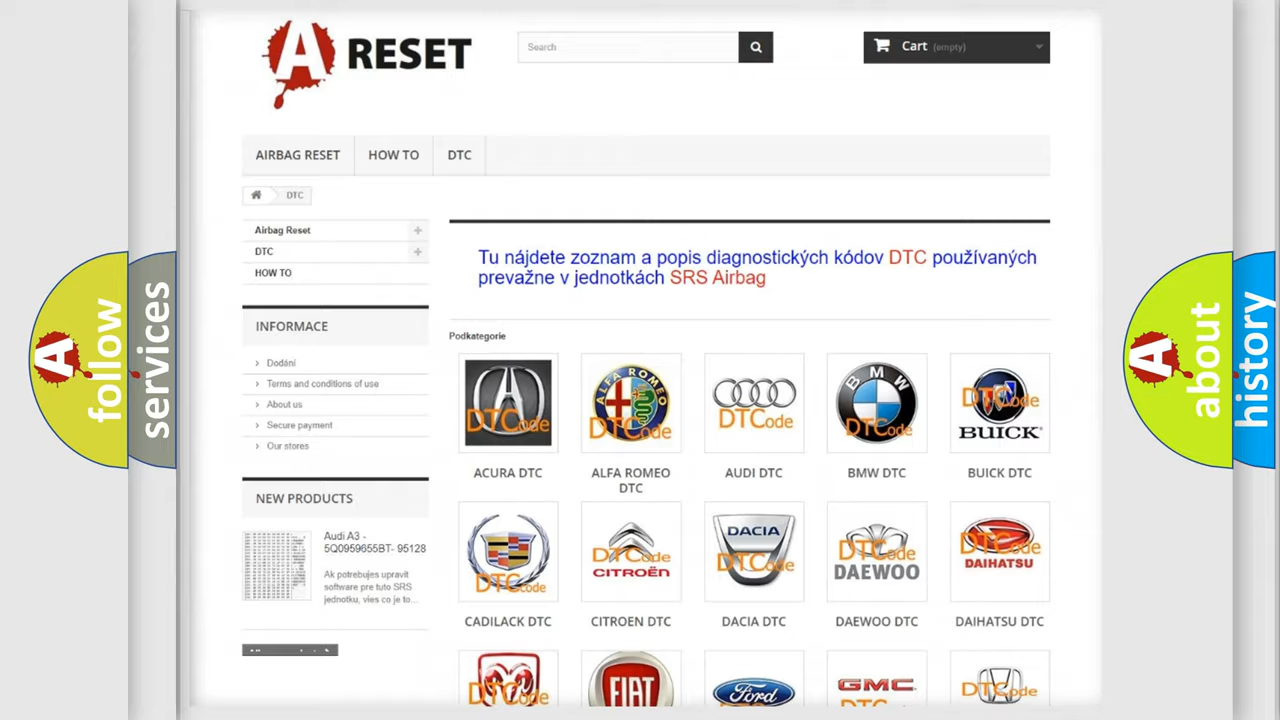 A RESET
Search
Cart (empty)
AIRBAG RESET
HOW TO
DTC
DTC
Airbag Reset
DTC
HOW TO
INFORMACE
Dodání
Terms and conditions of use
About us
Secure payment
Our stores
NEW PRODUCTS
Audi A3 -
5Q0959655BT- 95128
Ak potrebujes upravit
software pre tuto SRS
jednotku, vies co je to...
Tu nájdete zoznam a popis diagnostických kódov DTC používaných
prevažne v jednotkách SRS Airbag
Podkategorie
DTCode
ALFA ROMEO
DTCode
DTCode
BMW
DTCode
DTCode
BUICK
ACURA DTC
ALFA ROMEO
DTC
AUDI DTC
BMW DTC
BUICK DTC
DTCode
DTCode
CITROËN
DACIA
DTCode
DTCode
DAEWOO
DTCode
DAIHATSU
CADILACK DTC
CITROEN DTC
DACIA DTC
DAEWOO DTC
DAIHATSU DTC
DTCode
FIAT
Ford
GMC
DTCode
A follow
services
A about
history